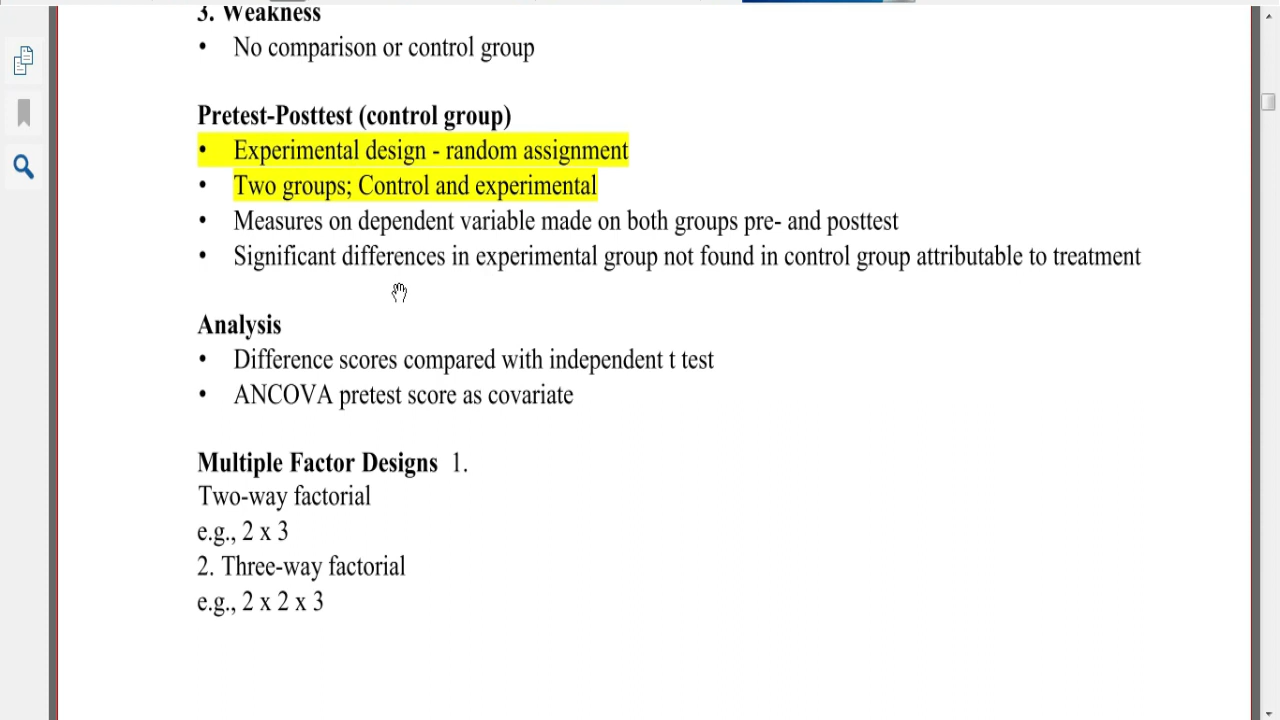 3. Weakness
• No comparison or control group
Pretest-Posttest (control group)
• Experimental design - random assignment
• Two groups; Control and experimental
• Measures on dependent variable made on both groups pre- and posttest
• Significant differences in experimental group not found in control group attributable to treatment
Analysis
• Difference scores compared with independent t test
• ANCOVA pretest score as covariate
Multiple Factor Designs 1.
Two-way factorial
e.g., 2 x 3
2. Three-way factorial
e.g., 2 x 2 x 3